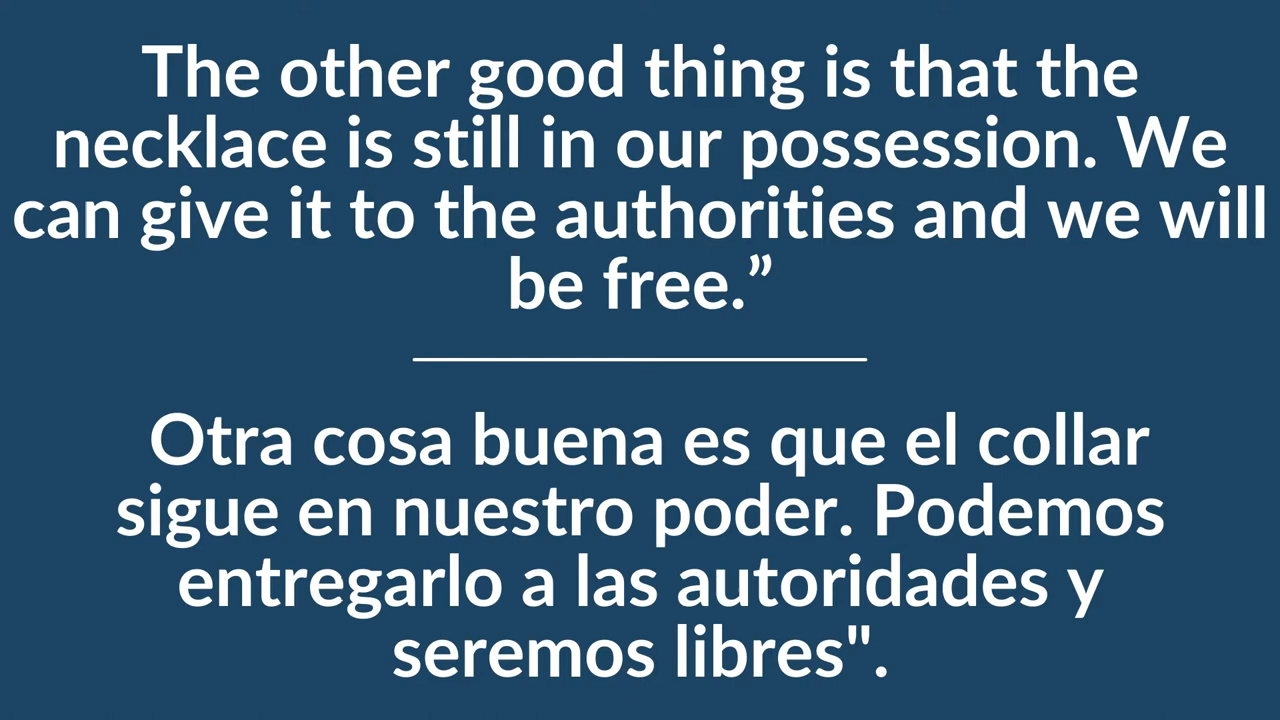 The other good thing is that the
necklace is still in our possession. We
can give it to the authorities and we will
be free.”
Otra cosa buena es que el collar
sigue en nuestro poder. Podemos
entregarlo a las autoridades y
seremos libres".